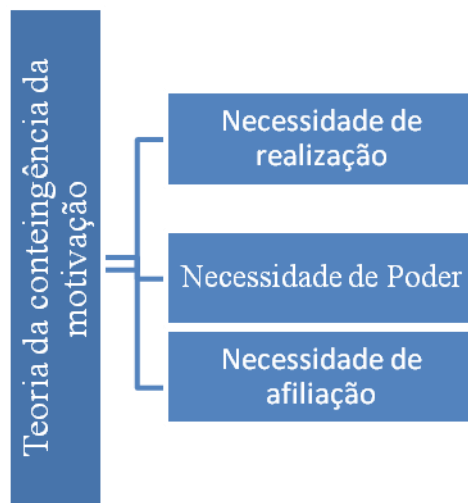 Teoria da conteingência da
motivação
Necessidade de
realização
Necessidade de Poder
Necessidade de
afiliação